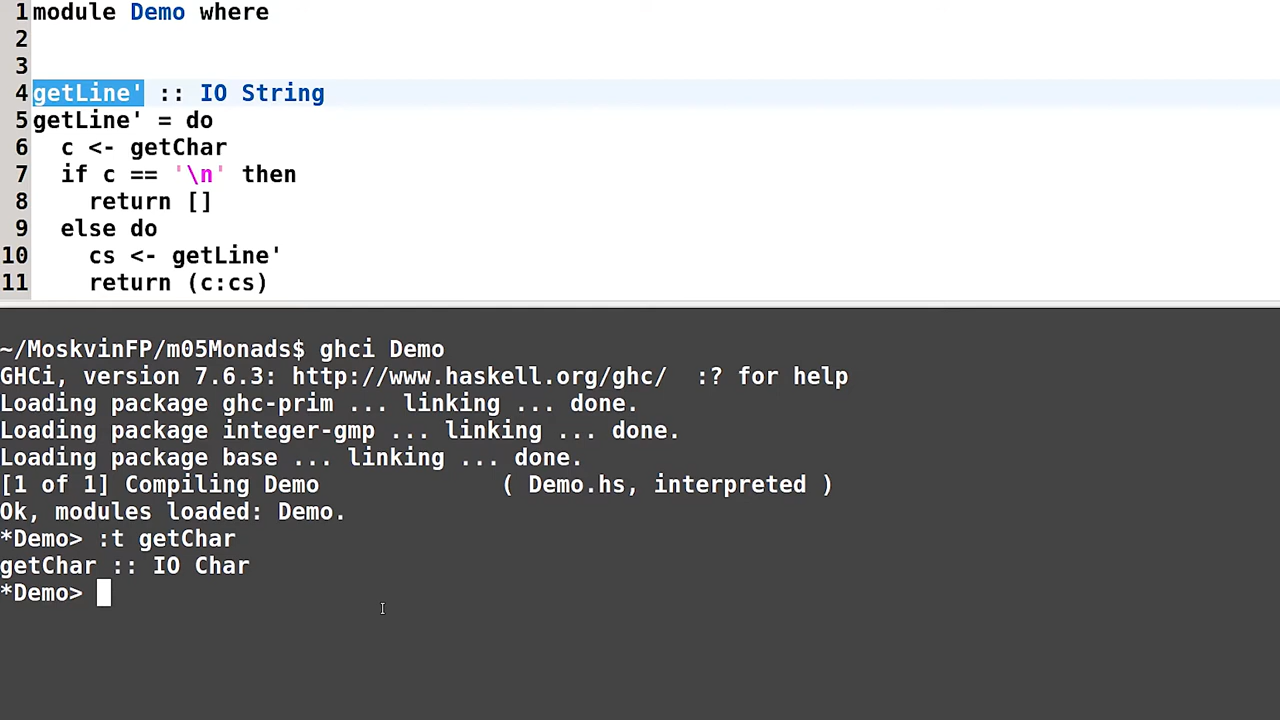 1 module Demo where
2
3
4 getLine' :: IO String
5 getLine' = do
6   c <- getChar
7   if c == '\n' then
8     return []
9   else do
10     cs <- getLine'
11     return (c:cs)
~/MoskvinFP/m05Monads$ ghci Demo
GHCi, version 7.6.3: http://www.haskell.org/ghc/  :? for help
Loading package ghc-prim ... linking ... done.
Loading package integer-gmp ... linking ... done.
Loading package base ... linking ... done.
[1 of 1] Compiling Demo             ( Demo.hs, interpreted )
Ok, modules loaded: Demo.
*Demo> :t getChar
getChar :: IO Char
*Demo>